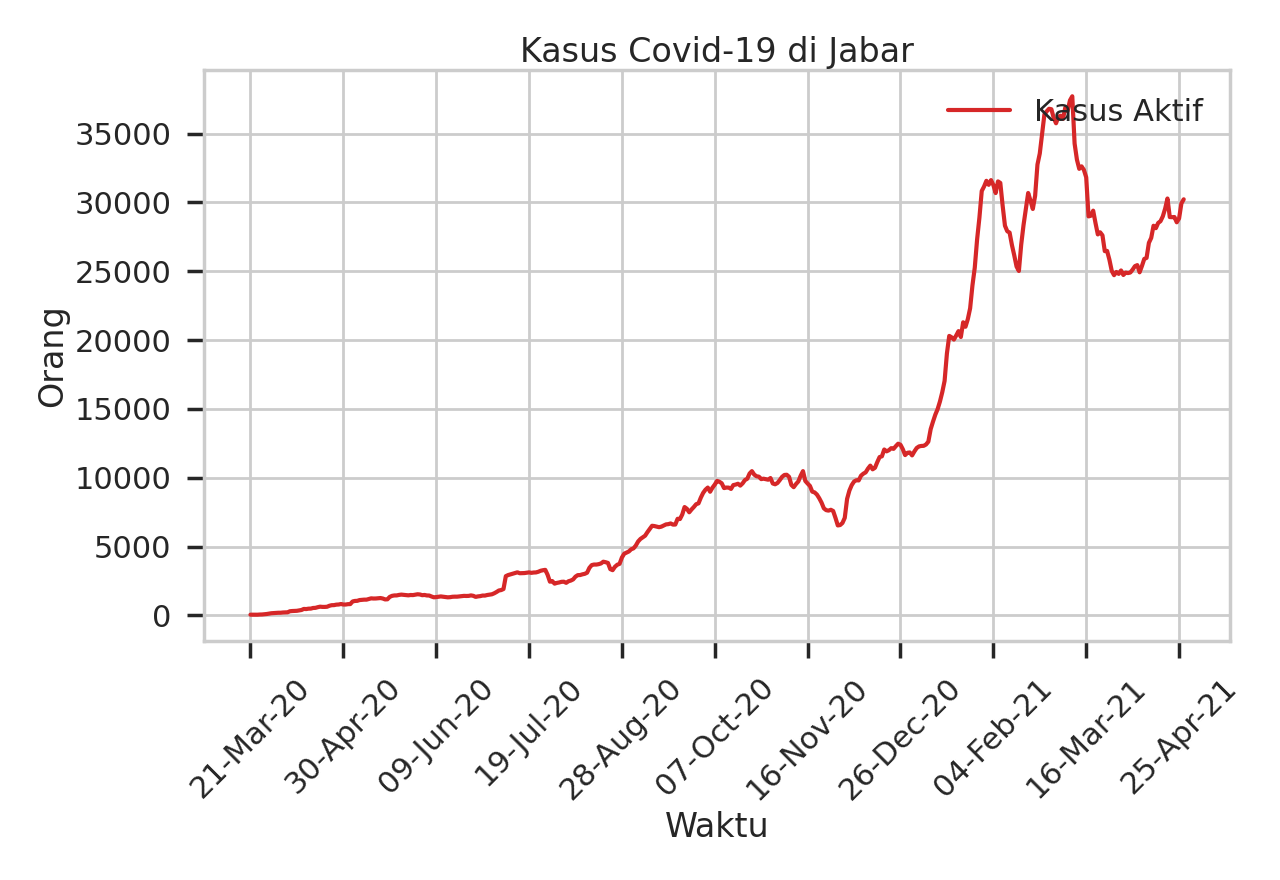 Kasus Covid-19 di Jabar
Kasus Aktif
35000
30000
25000
20000
15000
10000
5000
0
Orang
21-Mar-20
30-Apr-20
09-Jun-20
19-Jul-20
28-Aug-20
07-Oct-20
16-Nov-20
26-Dec-20
04-Feb-21
16-Mar-21
25-Apr-21
Waktu